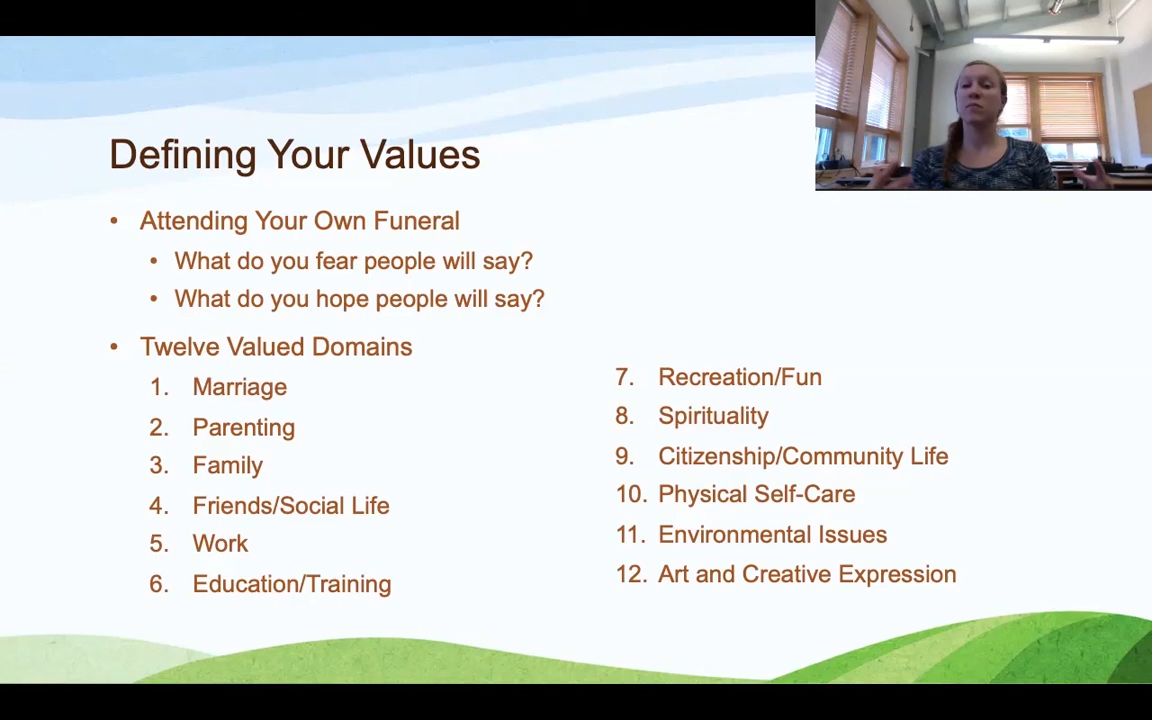 Defining Your Values
• Attending Your Own Funeral
• What do you fear people will say?
• What do you hope people will say?
• Twelve Valued Domains
1. Marriage
2. Parenting
3. Family
4. Friends/Social Life
5. Work
6. Education/Training
7. Recreation/Fun
8. Spirituality
9. Citizenship/Community Life
10. Physical Self-Care
11. Environmental Issues
12. Art and Creative Expression